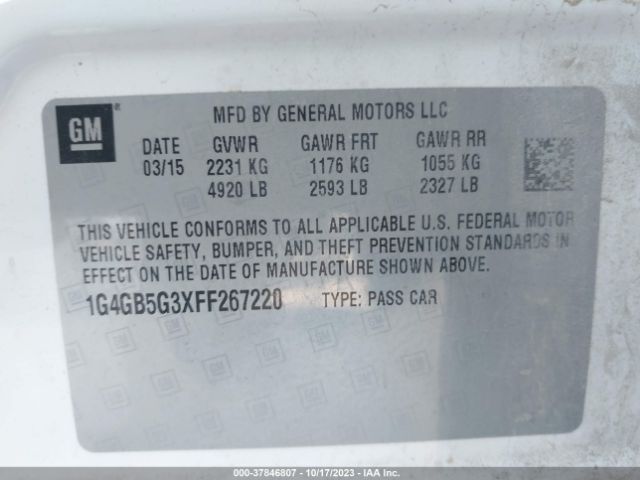 GM
MFD BY GENERAL MOTORS LLC
DATE GVWR GAWR FRT GAWR RR
03/15 2231 KG 1176 KG 1055 KG
4920 LB 2593 LB 2327 LB
THIS VEHICLE CONFORMS TO ALL APPLICABLE U.S. FEDERAL MOTOR
VEHICLE SAFETY, BUMPER, AND THEFT PREVENTION STANDARDS IN
EFFECT ON THE DATE OF MANUFACTURE SHOWN ABOVE.
1G4GB5G3XFF267220 TYPE: PASS CAR
000-37846807 - 10/17/2023 - IAA Inc.